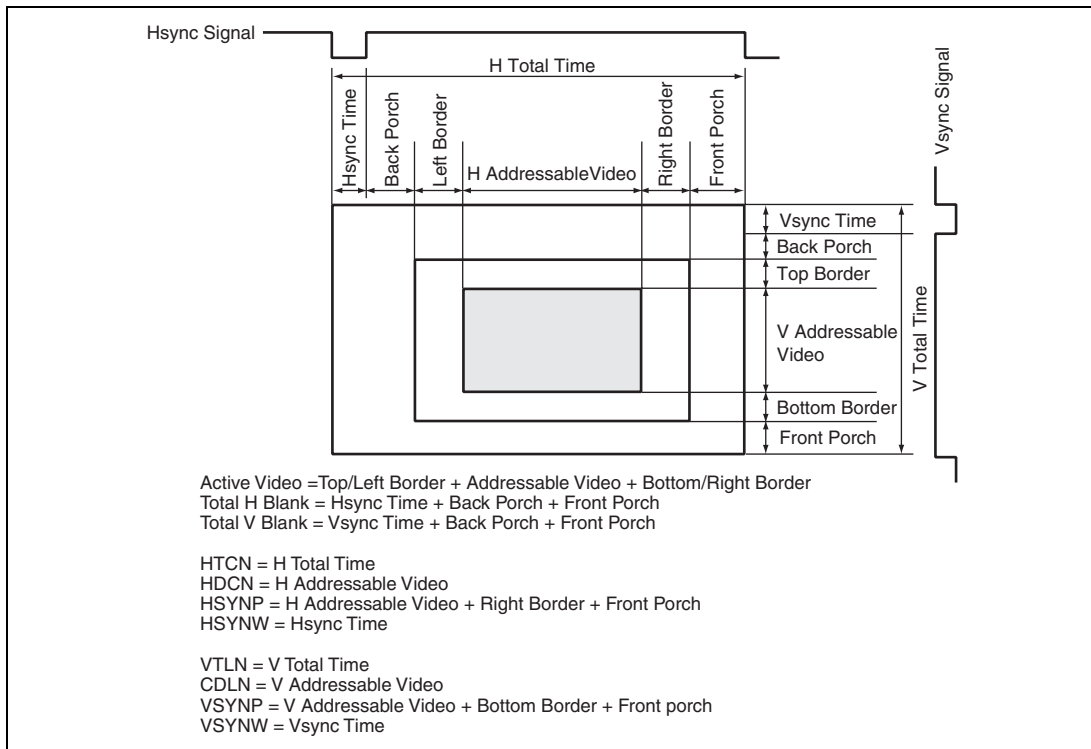 Hsync Signal
H Total Time
Hsync Time
Back Porch
Left Border
H AddressableVideo
Right Border
Front Porch
Vsync Signal
Vsync Time
Back Porch
Top Border
V Addressable
Video
Bottom Border
Front Porch
V Total Time
Active Video =Top/Left Border + Addressable Video + Bottom/Right Border
Total H Blank = Hsync Time + Back Porch + Front Porch
Total V Blank = Vsync Time + Back Porch + Front Porch
HTCN = H Total Time
HDCN = H Addressable Video
HSYNP = H Addressable Video + Right Border + Front Porch
HSYNW = Hsync Time
VTLN = V Total Time
CDLN = V Addressable Video
VSYNP = V Addressable Video + Bottom Border + Front porch
VSYNW = Vsync Time